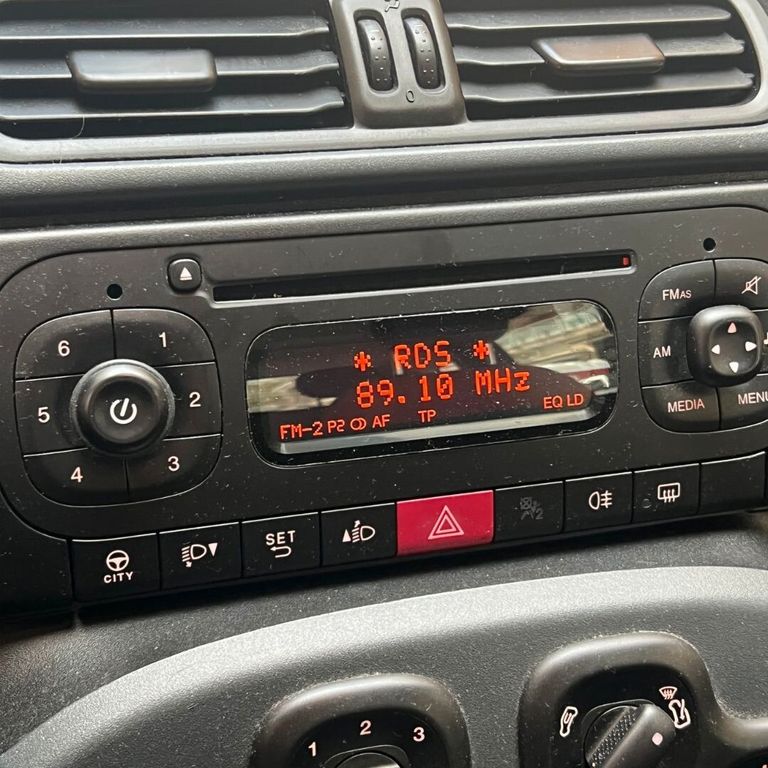 0
FMAS
6
1
* RDS *
AM
5
2
89.10 MHz
MEDIA
MENU
4
3
FM-2 P2 AF TP EQ LD
CITY
SET
1 2 3